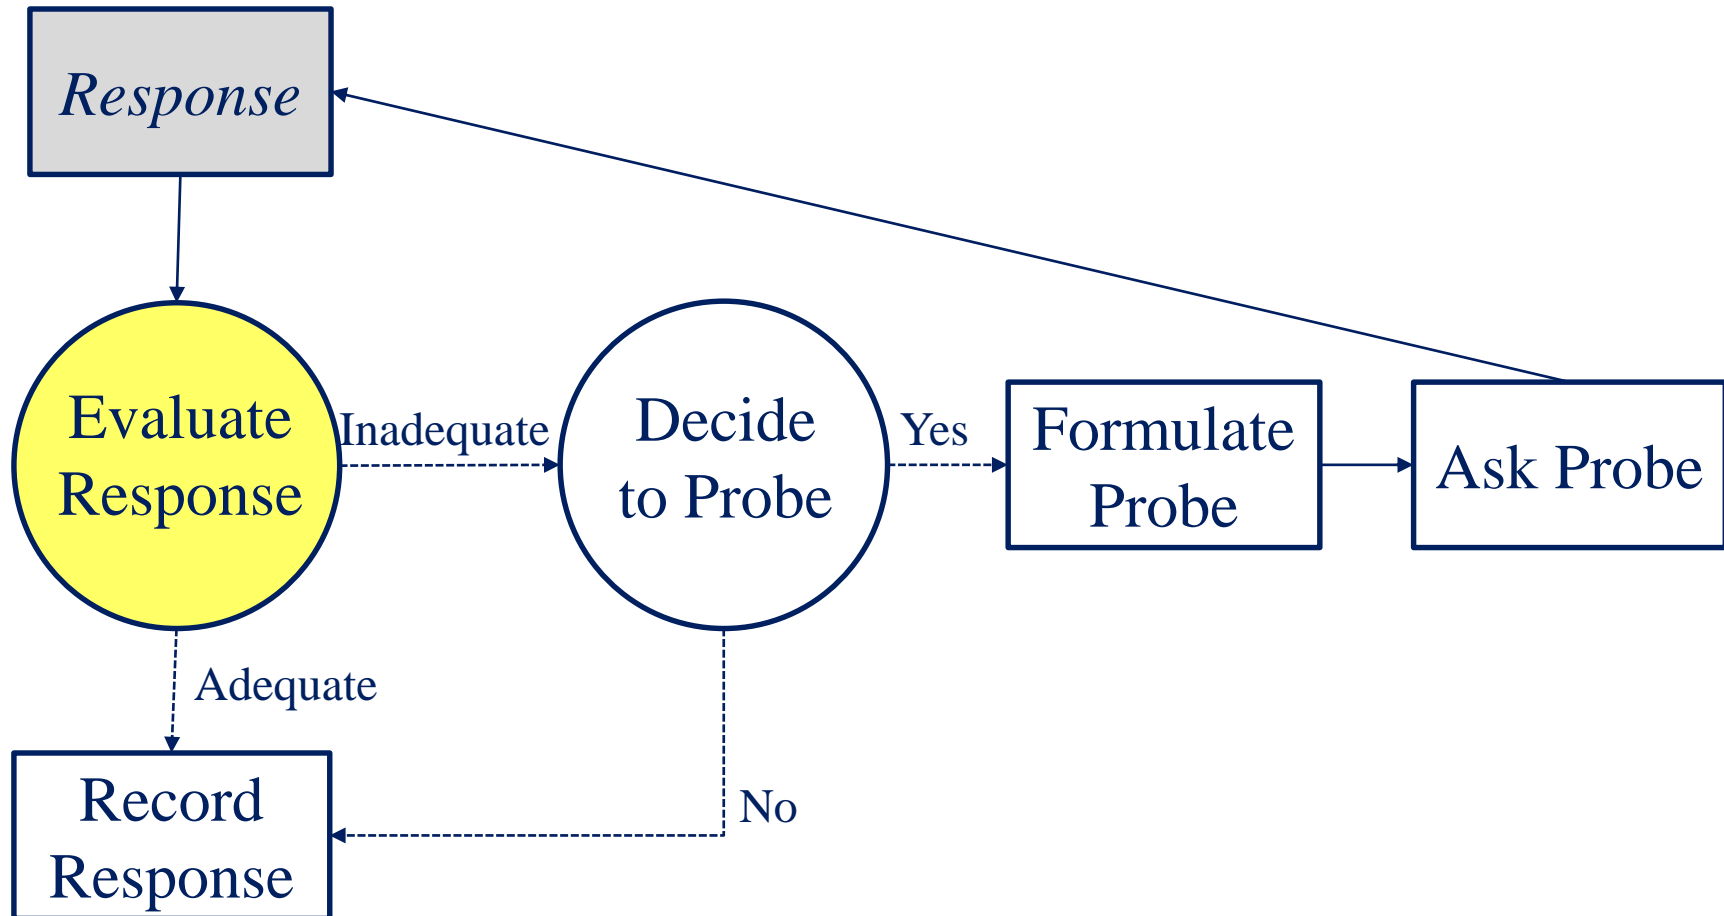 Response
Evaluate
Response
Inadequate
Decide
to Probe
Yes
Formulate
Probe
Ask Probe
Adequate
Record
Response
No